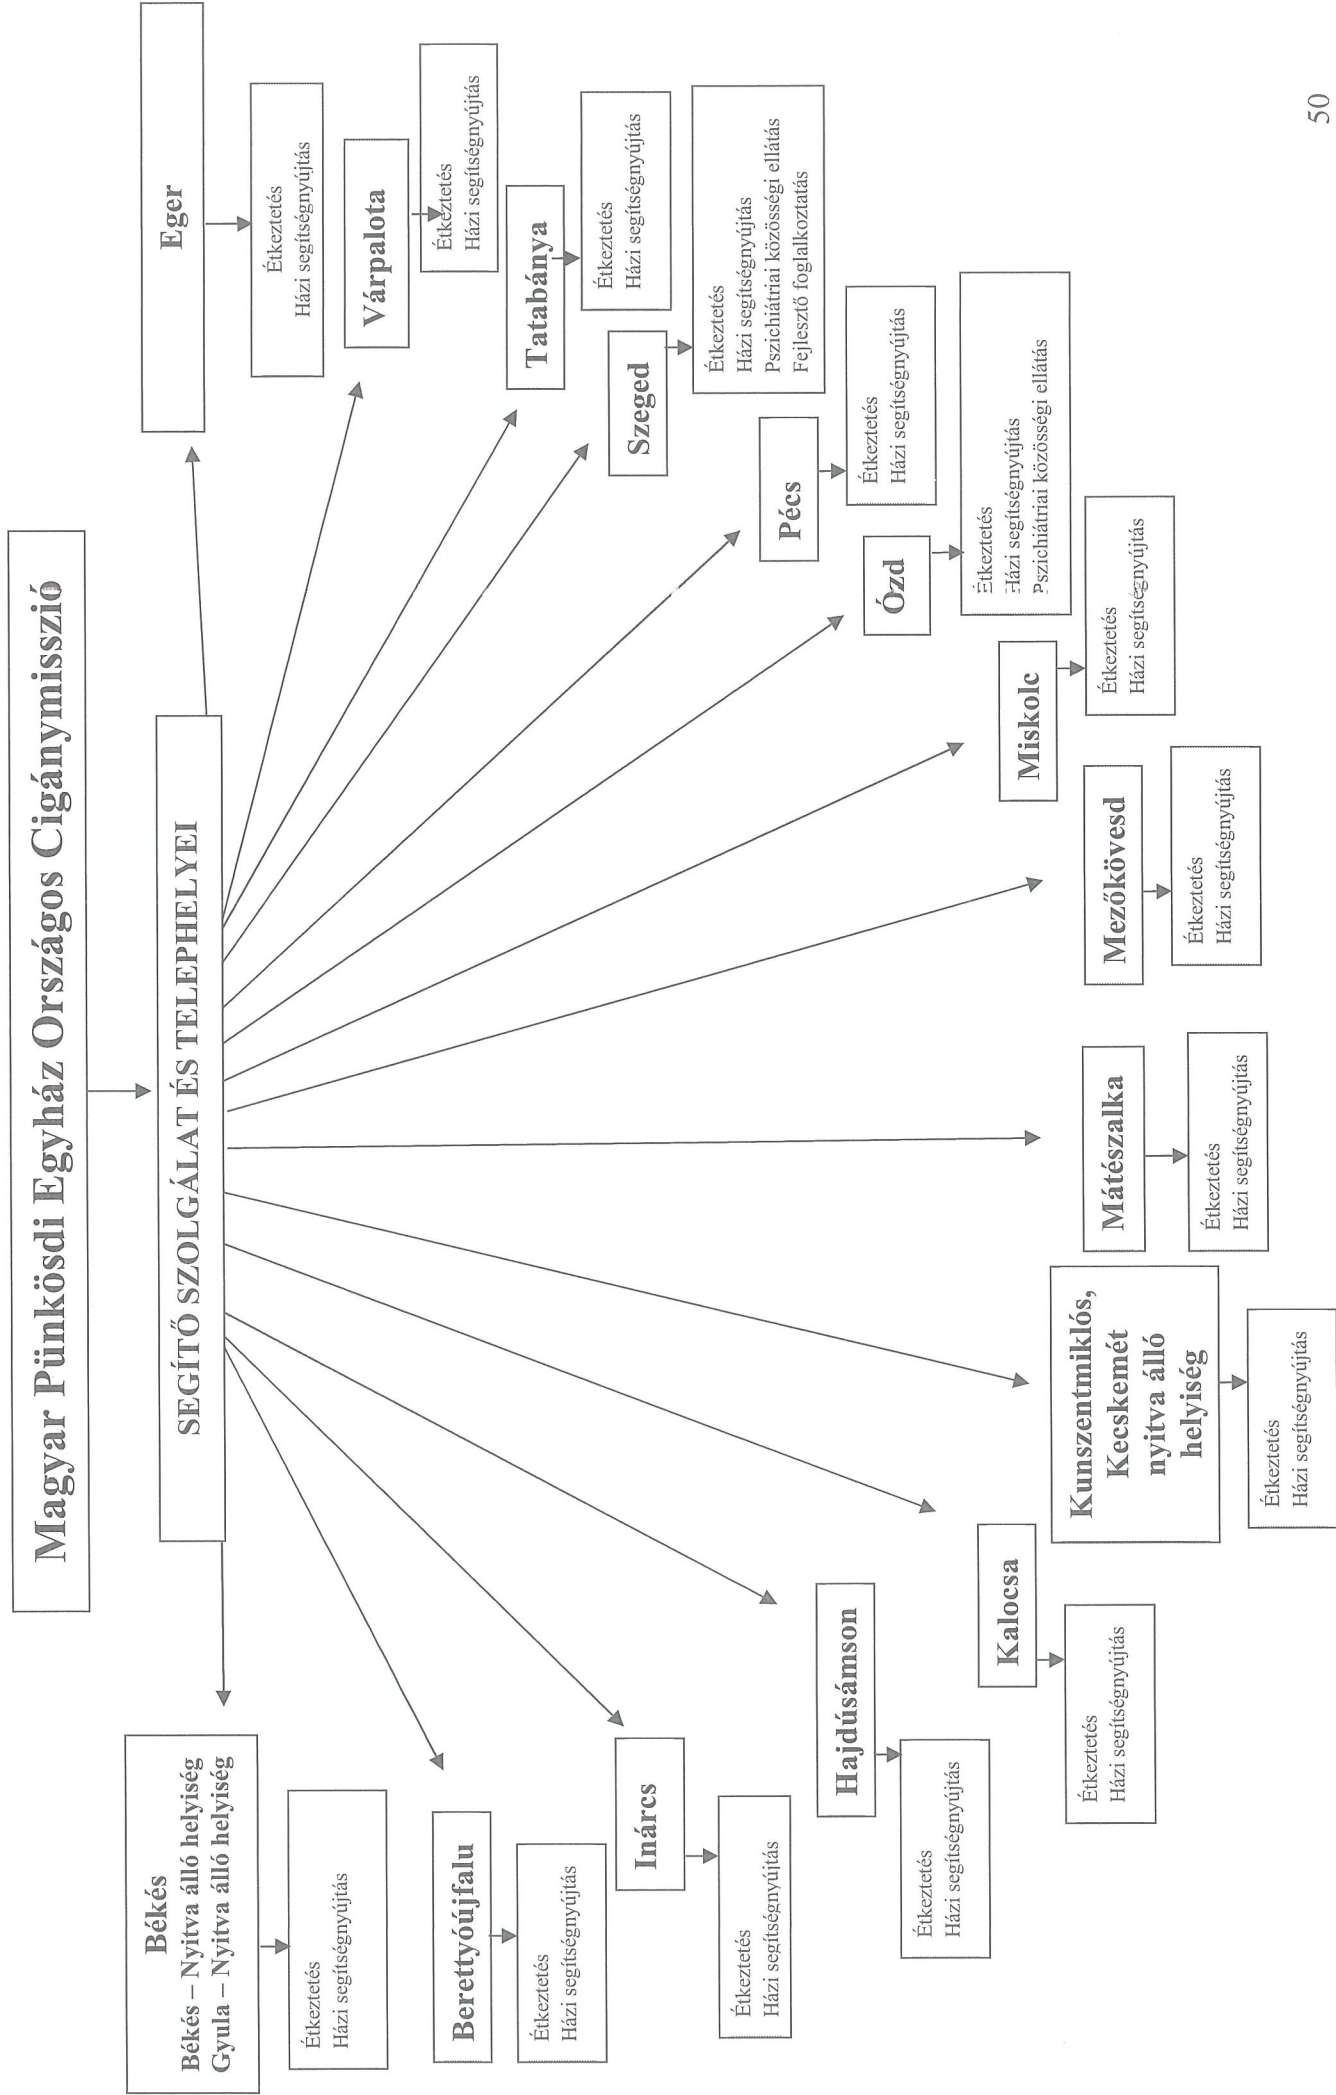 Magyar Pünkösdi Egyház Országos Cigánymisszió
SEGÍTŐ SZOLGÁLAT ÉS TELEPHELYEI
Békés
Békés – Nyitva álló helyiség
Gyula – Nyitva álló helyiség
Étkeztetés
Házi segítségnyújtás
Berettyóújfalu
Étkeztetés
Házi segítségnyújtás
Inárcs
Étkeztetés
Házi segítségnyújtás
Hajdúsámson
Étkeztetés
Házi segítségnyújtás
Kalocsa
Étkeztetés
Házi segítségnyújtás
Kunszentmiklós,
Kecskemét
nyitva álló
helyiség
Étkeztetés
Házi segítségnyújtás
Mátészalka
Étkeztetés
Házi segítségnyújtás
Mezőkövesd
Étkeztetés
Házi segítségnyújtás
Miskolc
Étkeztetés
Házi segítségnyújtás
Ózd
Étkeztetés
Házi segítségnyújtás
Pszichiátriai közösségi ellátás
Pécs
Étkeztetés
Házi segítségnyújtás
Szeged
Étkeztetés
Házi segítségnyújtás
Pszichiátriai közösségi ellátás
Fejlesztő foglalkoztatás
Tatabánya
Étkeztetés
Házi segítségnyújtás
Várpalota
Étkeztetés
Házi segítségnyújtás
Eger
Étkeztetés
Házi segítségnyújtás
50